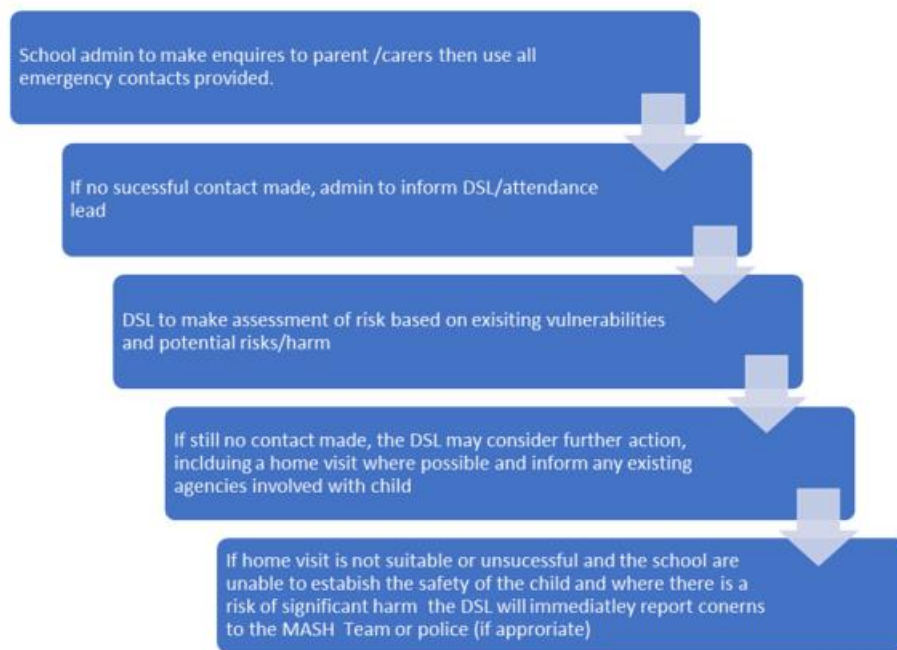 School admin to make enquires to parent /carers then use all
emergency contacts provided.
If no sucessful contact made, admin to inform DSL/attendance
lead
DSL to make assessment of risk based on exisiting vulnerabilities
and potential risks/harm
If still no contact made, the DSL may consider further action,
inclduing a home visit where possible and inform any existing
agencies involved with child
If home visit is not suitable or unsucessful and the school are
unable to estabish the safety of the child and where there is a
risk of significant harm the DSL will immediatley report conerns
to the MASH Team or police (if approriate)